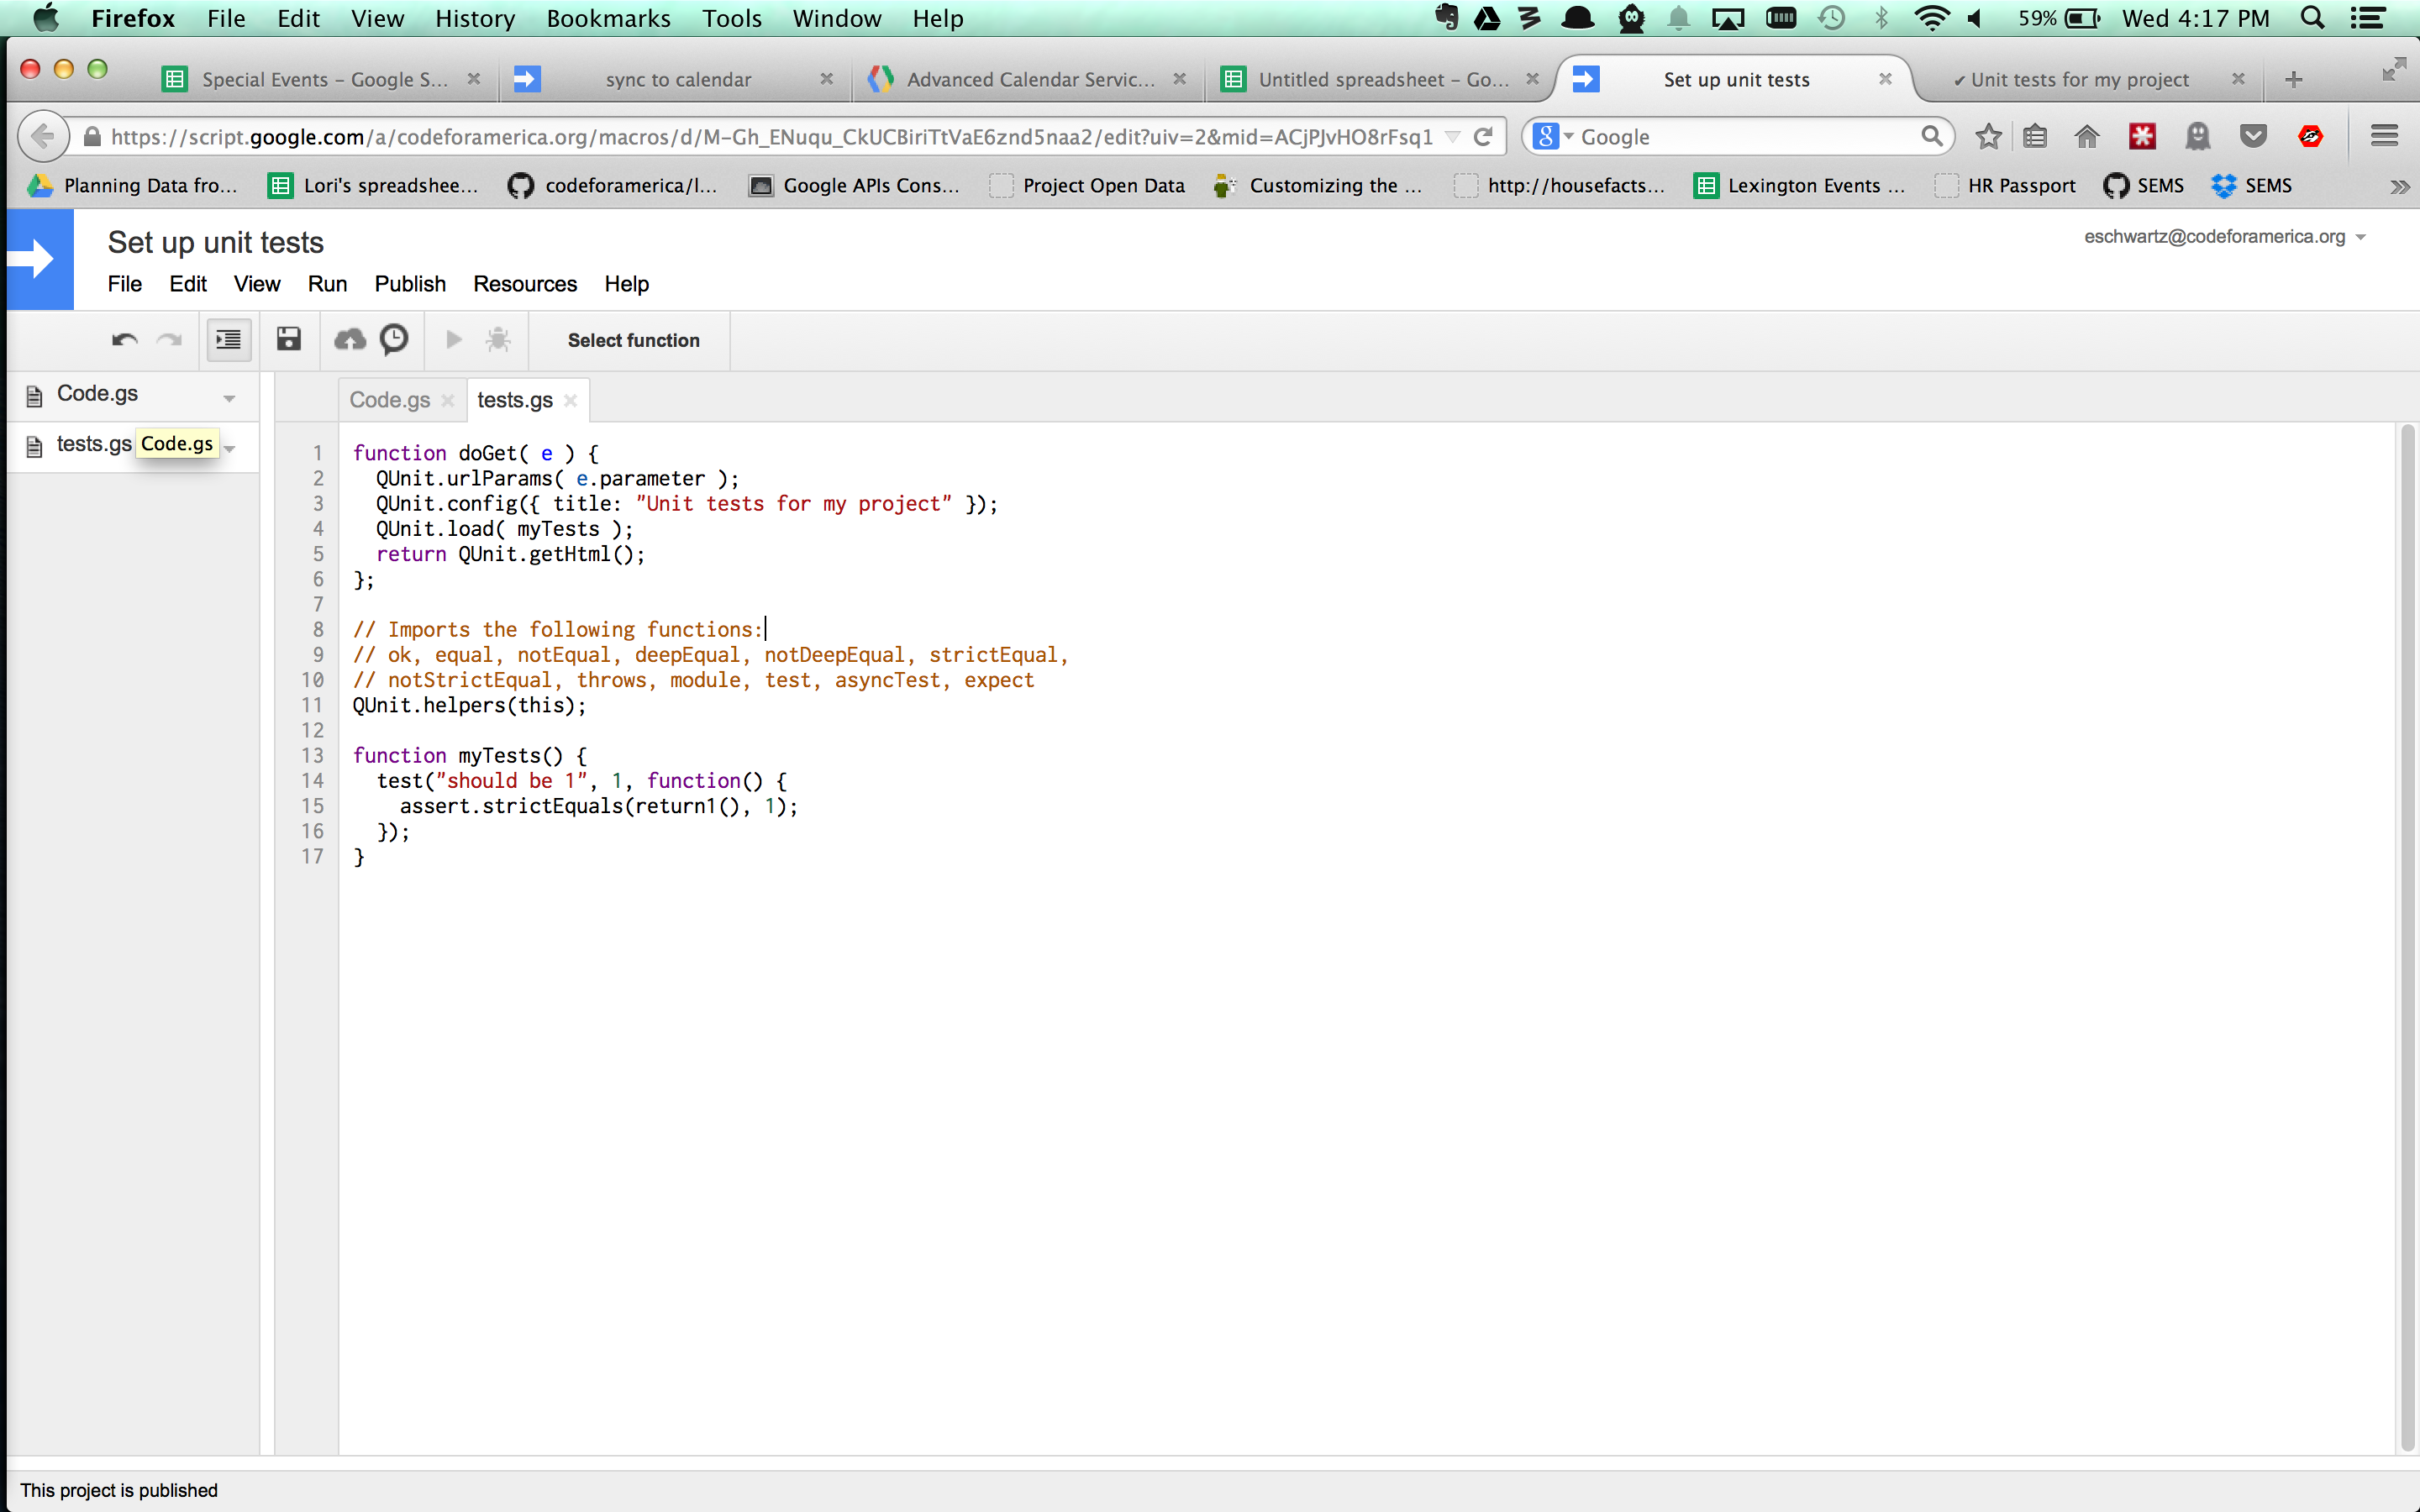 Firefox File Edit View History Bookmarks Tools Window Help 59% Wed 4:17 PM
Special Events – Google S... sync to calendar Advanced Calendar Servic... Untitled spreadsheet – Go... Set up unit tests ✔ Unit tests for my project
https://script.google.com/a/codeforamerica.org/macros/d/M-Gh_ENuqu_CkUCBiriTtVaE6znd5naa2/edit?uiv=2&mid=ACjPJvHO8rFsq1 Google
Planning Data fro... Lori's spreadshee... codeforamerica/l... Google APIs Cons... Project Open Data Customizing the ... http://housefacts... Lexington Events ... HR Passport SEMS SEMS
Set up unit tests
eschwartz@codeforamerica.org
File Edit View Run Publish Resources Help
Select function
Code.gs
tests.gs Code.gs
Code.gs tests.gs
1 function doGet( e ) {
2 QUnit.urlParams( e.parameter );
3 QUnit.config({ title: "Unit tests for my project" });
4 QUnit.load( myTests );
5 return QUnit.getHtml();
6 };
7
8 // Imports the following functions:
9 // ok, equal, notEqual, deepEqual, notDeepEqual, strictEqual,
10 // notStrictEqual, throws, module, test, asyncTest, expect
11 QUnit.helpers(this);
12
13 function myTests() {
14 test("should be 1", 1, function() {
15 assert.strictEquals(return1(), 1);
16 });
17 }
This project is published